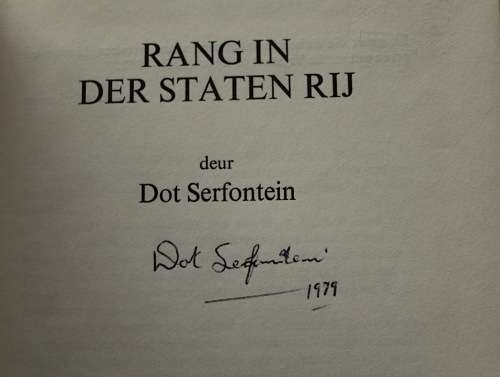 RANG IN
DER STATEN RIJ
deur
Dot Serfontein
Dot Serfontein
1979